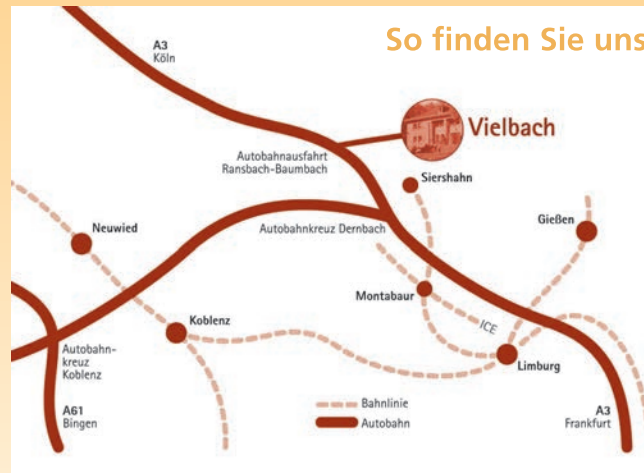 So finden Sie uns
A3
Köln
Vielbach
Autobahnausfahrt
Ransbach-Baumbach
Siershahn
Neuwied
Autobahnkreuz Dernbach
Gießen
Montabaur
ICE
Koblenz
Limburg
Autobahn-
kreuz
Koblenz
A61
Bingen
Bahnlinie
Autobahn
A3
Frankfurt